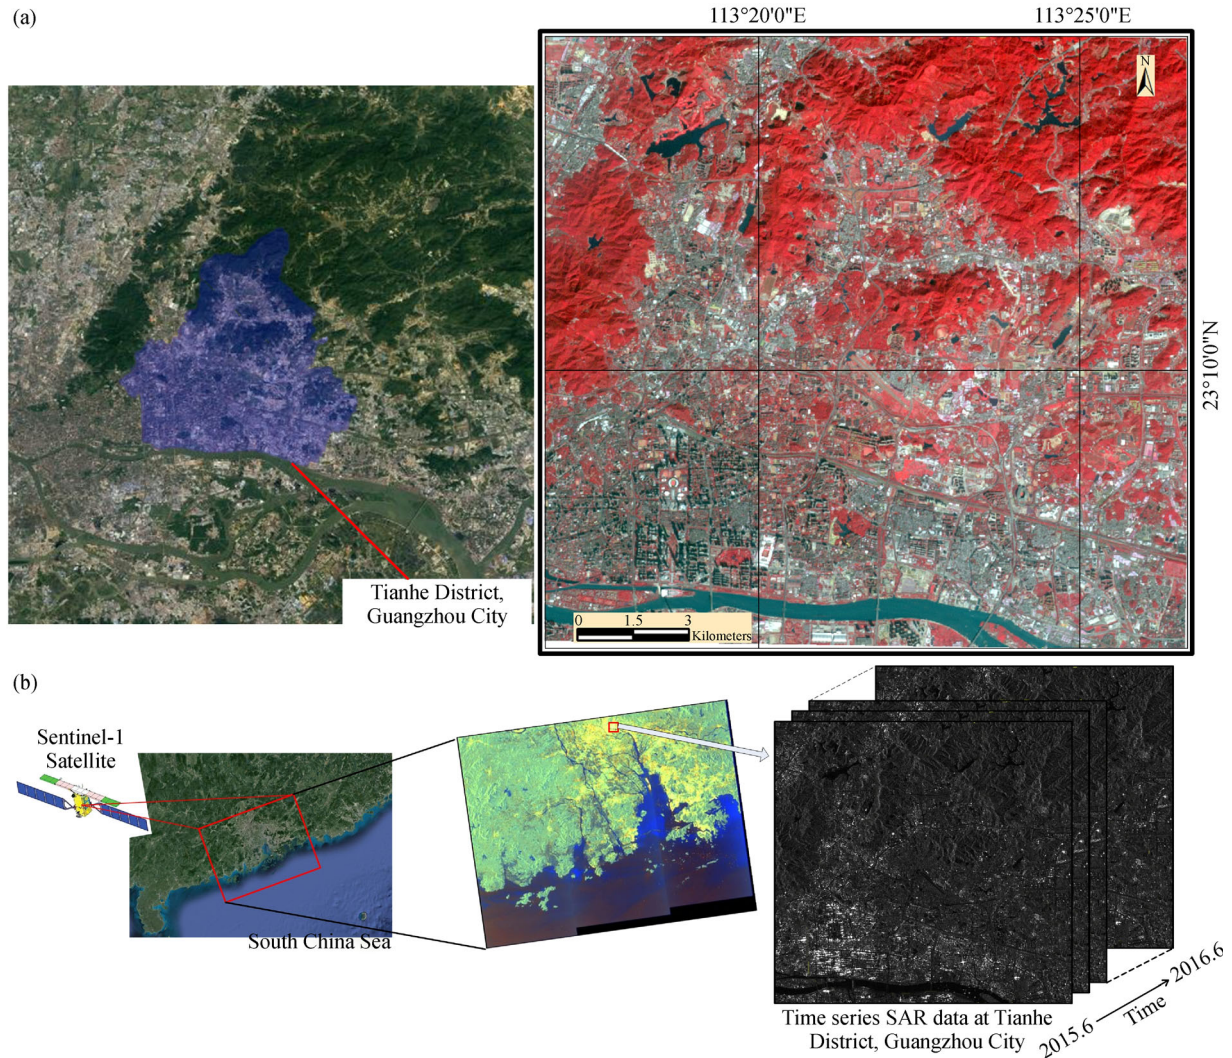 (a)
113°20'0"E
113°25'0"E
N
23°10'0"N
Tianhe District,
Guangzhou City
0 1.5 3
Kilometers
(b)
Sentinel-1
Satellite
South China Sea
2015.6
Time
2016.6
Time series SAR data at Tianhe
District, Guangzhou City